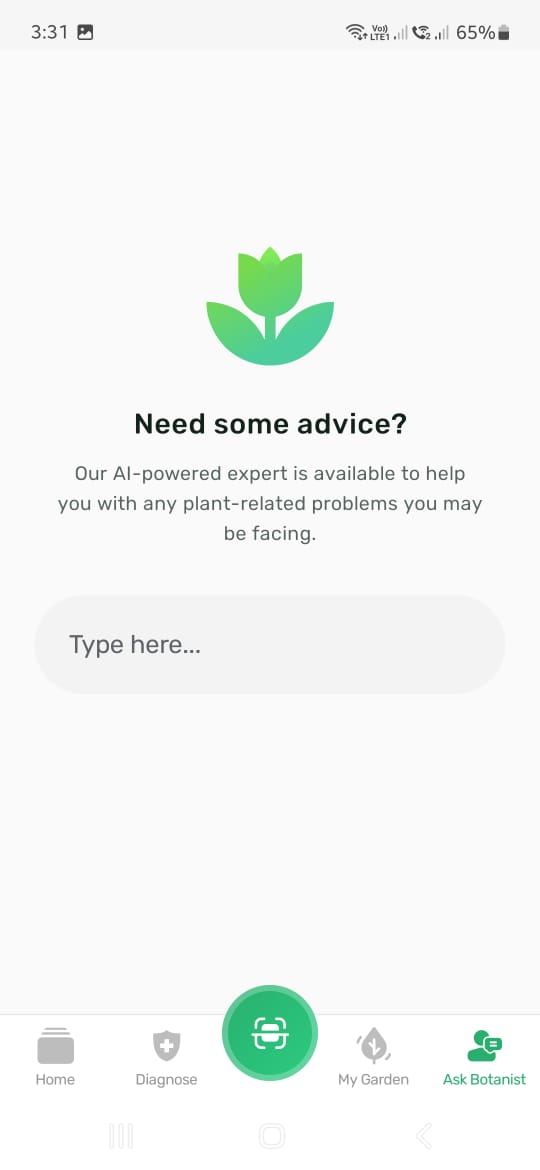 3:31
Vo)) LTE1 2 65%
Need some advice?
Our AI-powered expert is available to help
you with any plant-related problems you may
be facing.
Type here...
Home Diagnose My Garden Ask Botanist